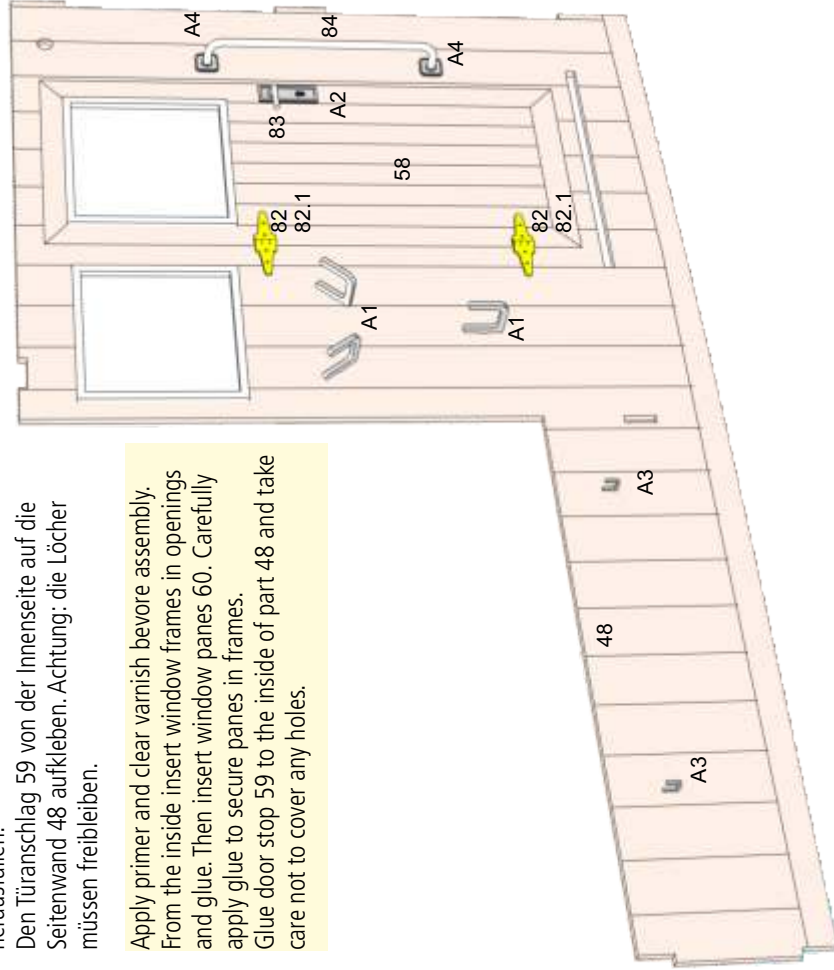 Den Türanschlag 59 von der Innenseite auf die
Seitenwand 48 aufkleben. Achtung: die Löcher
müssen freibleiben.
Apply primer and clear varnish bevore assembly.
From the inside insert window frames in openings
and glue. Then insert window panes 60. Carefully
apply glue to secure panes in frames.
Glue door stop 59 to the inside of part 48 and take
care not to cover any holes.
A4
84
A4
83
A2
58
82
82.1
82
82.1
A1
A1
A3
48
A3